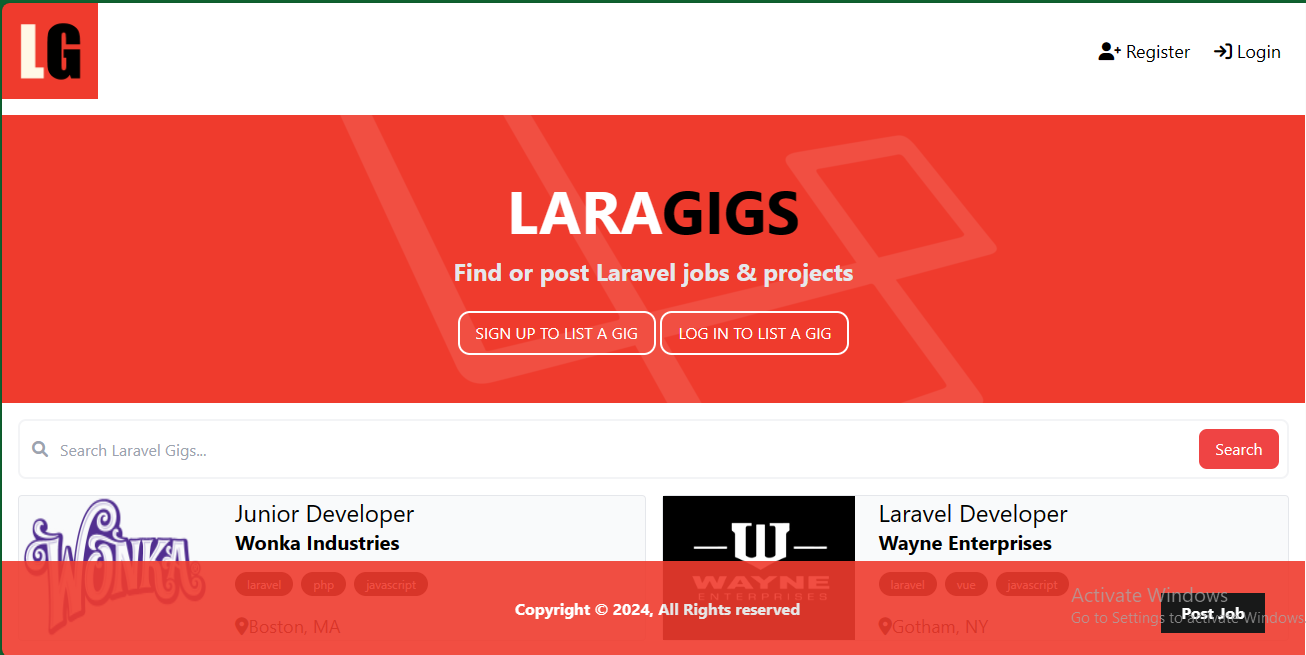 LG
Register Login
LARAGIGS
Find or post Laravel jobs & projects
SIGN UP TO LIST A GIG LOG IN TO LIST A GIG
Search Laravel Gigs...
Search
WONKA
Junior Developer
Wonka Industries
laravel php javascript
Boston, MA
W
WAYNE
ENTERPRISES
Laravel Developer
Wayne Enterprises
laravel vue javascript
Gotham, NY
Copyright © 2024, All Rights reserved
Post Job
Activate Windows
Go to Settings to activate Windows